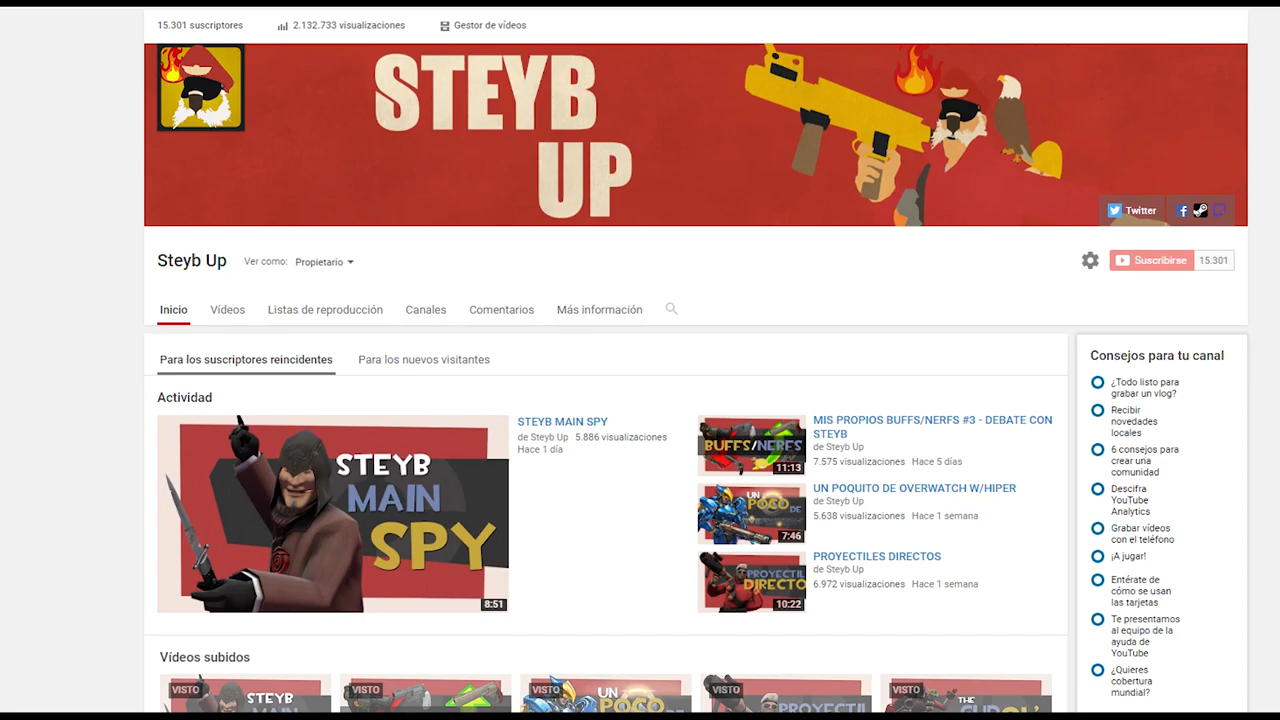 15.301 suscriptores 2.132.733 visualizaciones Gestor de vídeos
STEYB
UP
Twitter
Steyb Up Ver como: Propietario
Suscribirse 15.301
Inicio Vídeos Listas de reproducción Canales Comentarios Más información
Para los suscriptores reincidentes Para los nuevos visitantes
Actividad
STEYB
MAIN
SPY
8:51
STEYB MAIN SPY
de Steyb Up 5.886 visualizaciones
Hace 1 día
BUFFS/NERFS
11:13
MIS PROPIOS BUFFS/NERFS #3 - DEBATE CON
STEYB
de Steyb Up
7.575 visualizaciones Hace 5 días
UN
POCO
DE
7:46
UN POQUITO DE OVERWATCH W/HIPER
de Steyb Up
5.638 visualizaciones Hace 1 semana
PROYECTIL
DIRECTO
10:22
PROYECTILES DIRECTOS
de Steyb Up
6.972 visualizaciones Hace 1 semana
Consejos para tu canal
¿Todo listo para
grabar un vlog?
Recibir
novedades
locales
6 consejos para
crear una
comunidad
Descifra
YouTube
Analytics
Grabar vídeos
con el teléfono
¡A jugar!
Entérate de
cómo se usan
las tarjetas
Te presentamos
al equipo de la
ayuda de
YouTube
¿Quieres
cobertura
mundial?
Vídeos subidos
VISTO STEYB
VISTO
VISTO UN
POCO DE
VISTO PROYECTIL
VISTO THE